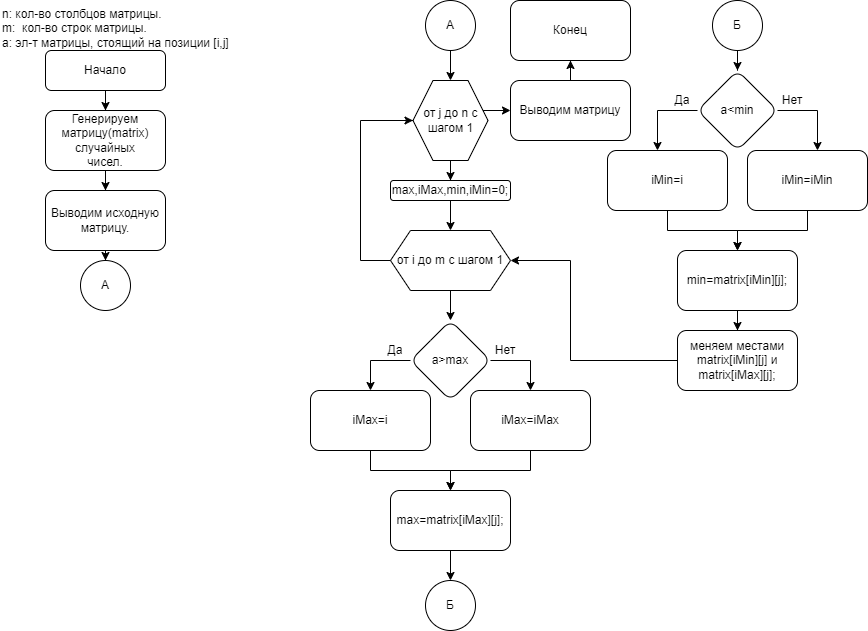 n: кол-во столбцов матрицы.
m: кол-во строк матрицы.
a: эл-т матрицы, стоящий на позиции [i,j]
Начало
Генерируем
матрицу(matrix)
случайных
чисел.
Выводим исходную
матрицу.
А
А
от j до n с
шагом 1
Выводим матрицу
Конец
max,iMax,min,iMin=0;
от i до m с шагом 1
a>max
Да
Нет
iMax=i
iMax=iMax
max=matrix[iMax][j];
Б
Б
a<min
Да
Нет
iMin=i
iMin=iMin
min=matrix[iMin][j];
меняем местами
matrix[iMin][j] и
matrix[iMax][j];